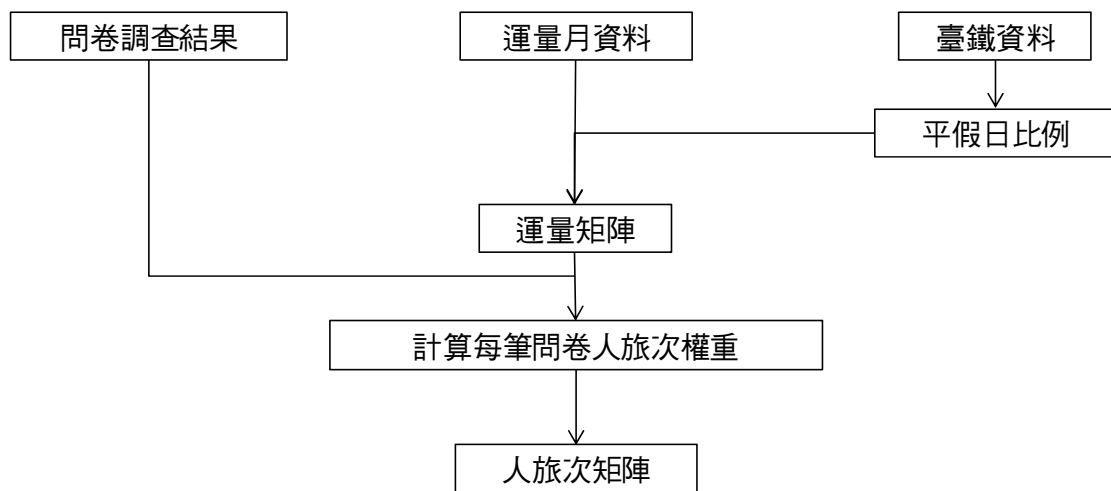 問卷調查結果
運量月資料
臺鐵資料
平假日比例
運量矩陣
計算每筆問卷人旅次權重
人旅次矩陣